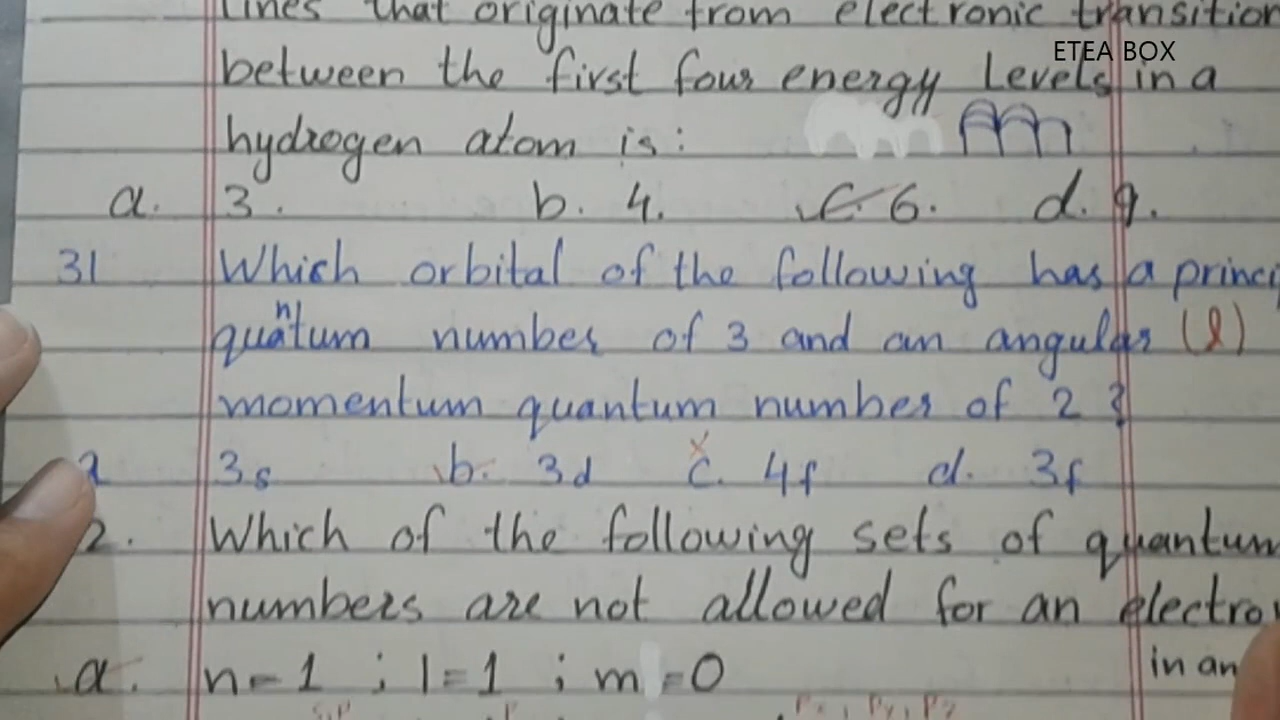 lines that originate from electronic transition
ETEA BOX
between the first four energy levels in a
hydrogen atom is:
a. 3. b. 4. c. 6. d. 9.
31 Which orbital of the following has a princi
quantum number of 3 and an angular (l)
momentum quantum number of 2 ?
a 3s b. 3d c. 4f d. 3f
2. Which of the following sets of quantum
numbers are not allowed for an electro
in an
a. n=1 ; l=1 ; m=0